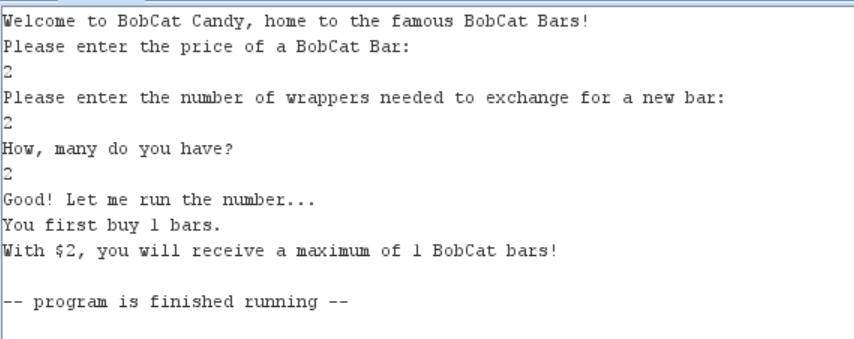 Welcome to BobCat Candy, home to the famous BobCat Bars!
Please enter the price of a BobCat Bar:
2
Please enter the number of wrappers needed to exchange for a new bar:
2
How, many do you have?
2
Good! Let me run the number...
You first buy 1 bars.
With $2, you will receive a maximum of 1 BobCat bars!
-- program is finished running --